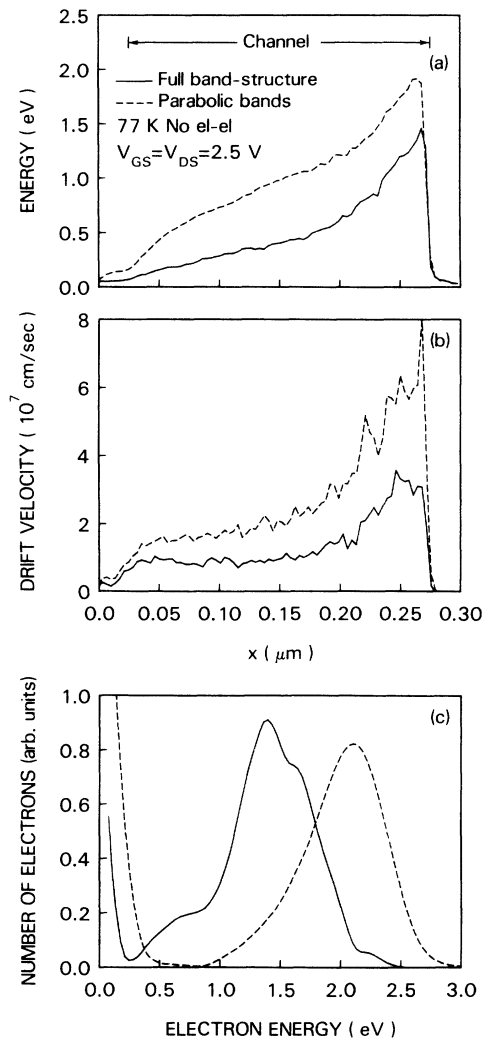 Channel
(a)
Full band-structure
Parabolic bands
77 K No el-el
V_GS=V_DS=2.5 V
ENERGY ( eV )
2.5
2.0
1.5
1.0
0.5
0.0
(b)
DRIFT VELOCITY ( 10^7 cm/sec )
8
6
4
2
0
0.0 0.05 0.10 0.15 0.20 0.25 0.30
x ( μm )
(c)
NUMBER OF ELECTRONS (arb. units)
1.0
0.8
0.6
0.4
0.2
0.0
0.0 0.5 1.0 1.5 2.0 2.5 3.0
ELECTRON ENERGY ( eV )